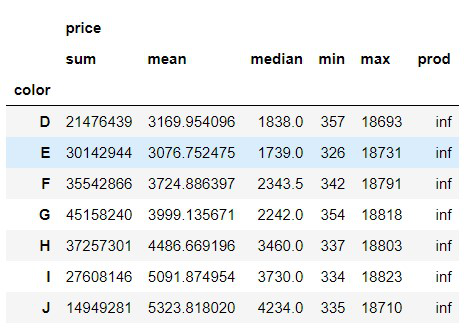 price
sum mean median min max prod
color
D 21476439 3169.954096 1838.0 357 18693 inf
E 30142944 3076.752475 1739.0 326 18731 inf
F 35542866 3724.886397 2343.5 342 18791 inf
G 45158240 3999.135671 2242.0 354 18818 inf
H 37257301 4486.669196 3460.0 337 18803 inf
I 27608146 5091.874954 3730.0 334 18823 inf
J 14949281 5323.818020 4234.0 335 18710 inf